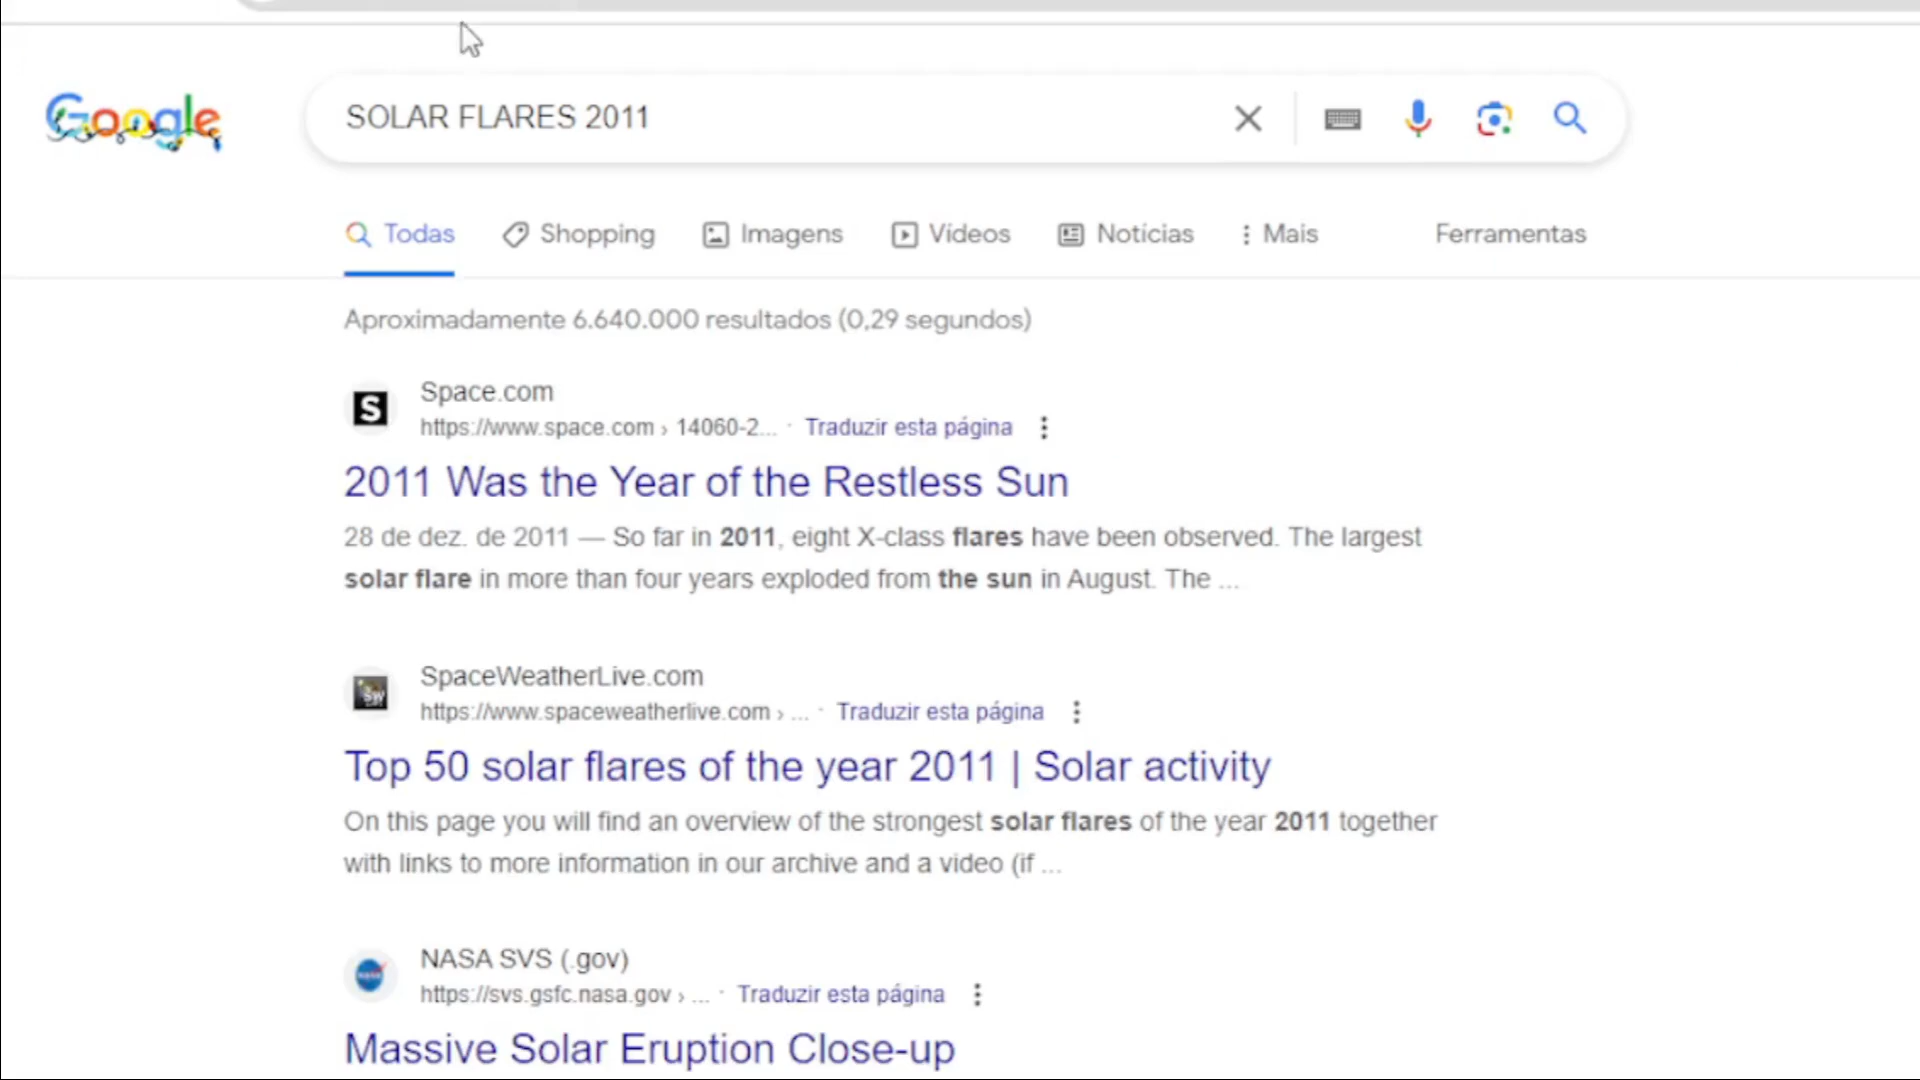 Google
SOLAR FLARES 2011
Todas Shopping Imagens Vídeos Notícias Mais Ferramentas
Aproximadamente 6.640.000 resultados (0,29 segundos)
S
Space.com
https://www.space.com › 14060-2... · Traduzir esta página
2011 Was the Year of the Restless Sun
28 de dez. de 2011 — So far in 2011, eight X-class flares have been observed. The largest
solar flare in more than four years exploded from the sun in August. The ...
SW
SpaceWeatherLive.com
https://www.spaceweatherlive.com › ... · Traduzir esta página
Top 50 solar flares of the year 2011 | Solar activity
On this page you will find an overview of the strongest solar flares of the year 2011 together
with links to more information in our archive and a video (if ...
NASA
NASA SVS (.gov)
https://svs.gsfc.nasa.gov › ... · Traduzir esta página
Massive Solar Eruption Close-up